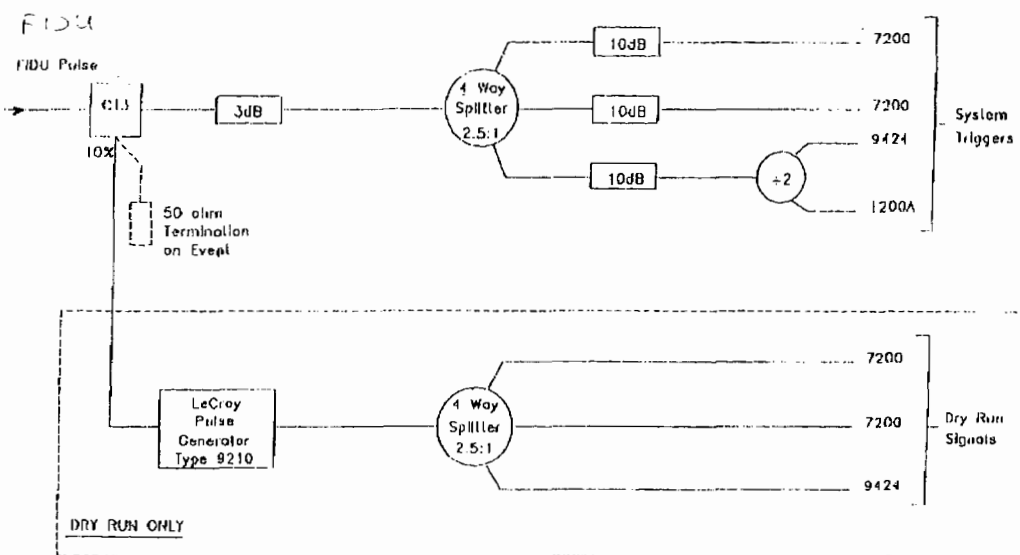 FIDU
FIDU Pulse
10%
3dB
4 Way
Splitter
2.5:1
10dB
10dB
10dB
÷2
7200
7200
9424
1200A
System
Triggers
50 ohm
Termination
on Event
LeCroy
Pulse
Generator
Type 9210
4 Way
Splitter
2.5:1
7200
7200
9424
Dry Run
Signals
DRY RUN ONLY